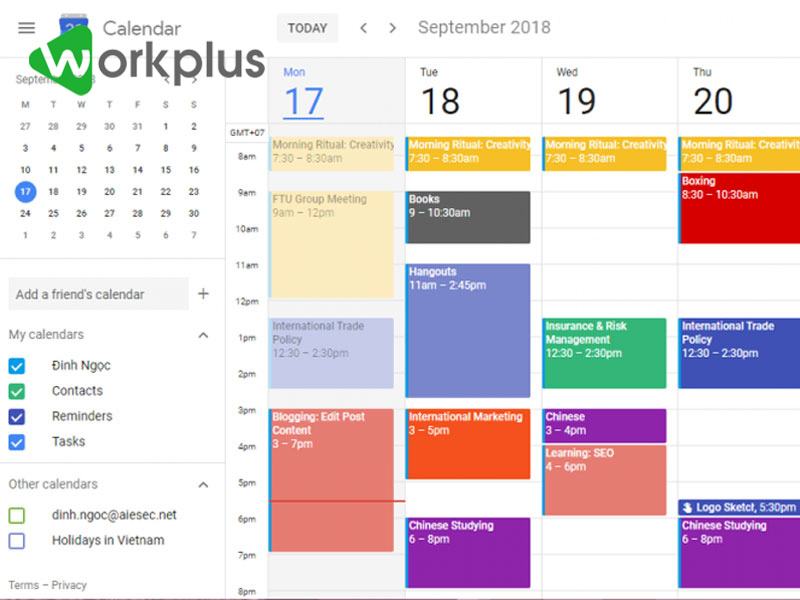 Calendar
TODAY
September 2018
workplus
M T W T F S S
27 28 29 30 31 1 2
3 4 5 6 7 8 9
10 11 12 13 14 15 16
17 18 19 20 21 22 23
24 25 26 27 28 29 30
1 2 3 4 5 6 7
Add a friend's calendar +
My calendars
Đinh Ngọc
Contacts
Reminders
Tasks
Other calendars
dinh.ngoc@aiesec.net
Holidays in Vietnam
Terms – Privacy
Mon Tue Wed Thu
17 18 19 20
GMT+07
8am
9am
10am
11am
12pm
1pm
2pm
3pm
4pm
5pm
6pm
7pm
8pm
Morning Ritual: Creativity
7:30 – 8:30am
FTU Group Meeting
9am – 12pm
International Trade
Policy
12:30 – 2:30pm
Blogging: Edit Post
Content
3 – 7pm
Morning Ritual: Creativity
7:30 – 8:30am
Books
9 – 10:30am
Hangouts
11am – 2:45pm
International Marketing
3 – 5pm
Chinese Studying
6 – 8pm
Morning Ritual: Creativity
7:30 – 8:30am
Insurance & Risk
Management
12:30 – 2:30pm
Chinese
3 – 4pm
Learning: SEO
4 – 6pm
Morning Ritual: Creativity
7:30 – 8:30am
Boxing
8:30 – 10:30am
International Trade
Policy
12:30 – 2:30pm
Logo Sketch, 5:30pm
Chinese Studying
6 – 8pm